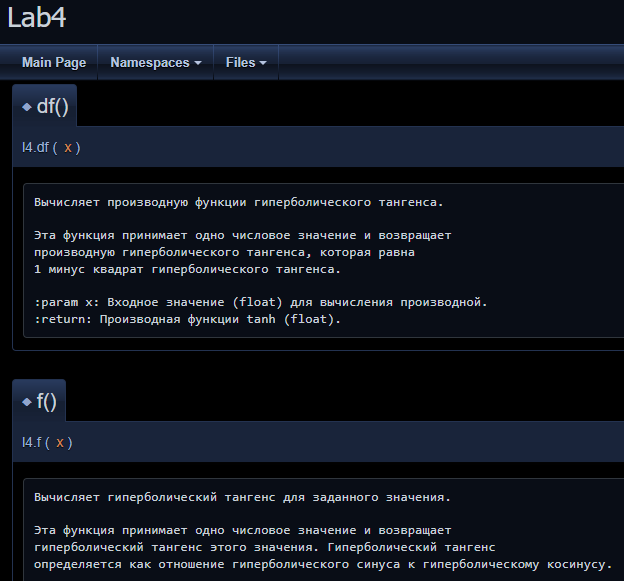 Lab4
Main Page Namespaces Files
df()
l4.df ( x )
Вычисляет производную функции гиперболического тангенса.
Эта функция принимает одно числовое значение и возвращает
производную гиперболического тангенса, которая равна
1 минус квадрат гиперболического тангенса.
:param x: Входное значение (float) для вычисления производной.
:return: Производная функции tanh (float).
f()
l4.f ( x )
Вычисляет гиперболический тангенс для заданного значения.
Эта функция принимает одно числовое значение и возвращает
гиперболический тангенс этого значения. Гиперболический тангенс
определяется как отношение гиперболического синуса к гиперболическому косинусу.